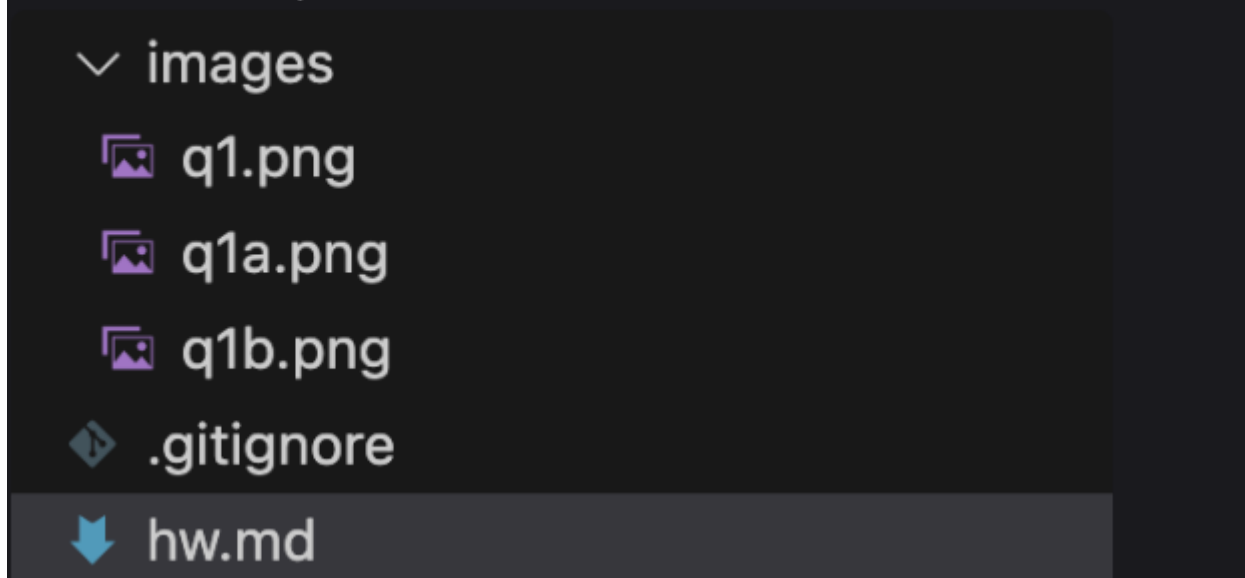 images
q1.png
q1a.png
q1b.png
.gitignore
hw.md